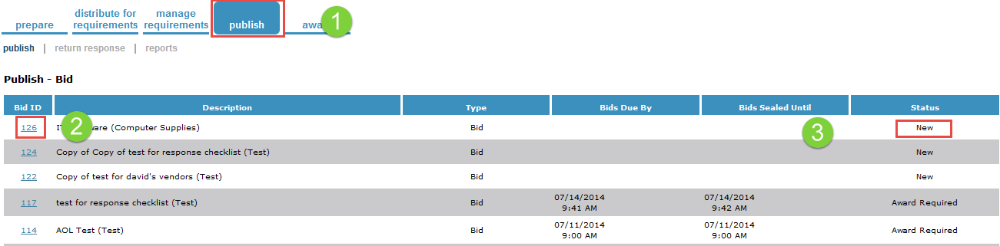 prepare
distribute for requirements
manage requirements
publish
1
publish | return response | reports
Publish - Bid
Bid ID Description Type Bids Due By Bids Sealed Until Status
126 2 (Computer Supplies) Bid 3 New
124 Copy of Copy of test for response checklist (Test) Bid New
122 Copy of test for david's vendors (Test) Bid New
117 test for response checklist (Test) Bid 07/14/2014 9:41 AM 07/14/2014 9:42 AM Award Required
114 AOL Test (Test) Bid 07/11/2014 9:00 AM 07/11/2014 9:00 AM Award Required